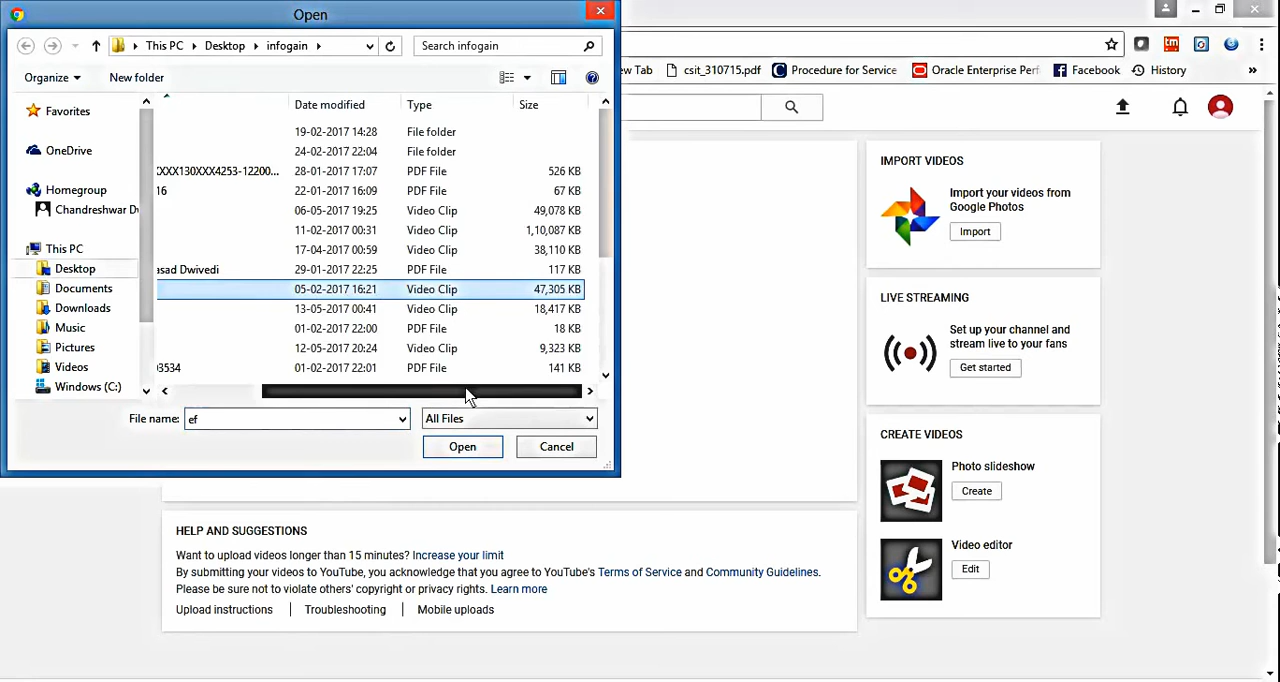 Open
This PC Desktop infogain
Search infogain
Organize New folder
Date modified Type Size
19-02-2017 14:28 File folder
24-02-2017 22:04 File folder
XXX130XXX4253-12200... 28-01-2017 17:07 PDF File 526 KB
16 22-01-2017 16:09 PDF File 67 KB
06-05-2017 19:25 Video Clip 49,078 KB
11-02-2017 00:31 Video Clip 1,10,087 KB
17-04-2017 00:59 Video Clip 38,110 KB
asad Dwivedi 29-01-2017 22:25 PDF File 117 KB
05-02-2017 16:21 Video Clip 47,305 KB
13-05-2017 00:41 Video Clip 18,417 KB
01-02-2017 22:00 PDF File 18 KB
12-05-2017 20:24 Video Clip 9,323 KB
3534 01-02-2017 22:01 PDF File 141 KB
Favorites
OneDrive
Homegroup
Chandreshwar D
This PC
Desktop
Documents
Downloads
Music
Pictures
Videos
Windows (C:)
File name: ef All Files
Open Cancel
w Tab csit_310715.pdf Procedure for Service Oracle Enterprise Perf Facebook History »
IMPORT VIDEOS
Import your videos from
Google Photos
Import
LIVE STREAMING
Set up your channel and
stream live to your fans
Get started
CREATE VIDEOS
Photo slideshow
Create
Video editor
Edit
HELP AND SUGGESTIONS
Want to upload videos longer than 15 minutes? Increase your limit
By submitting your videos to YouTube, you acknowledge that you agree to YouTube's Terms of Service and Community Guidelines.
Please be sure not to violate others' copyright or privacy rights. Learn more
Upload instructions | Troubleshooting | Mobile uploads